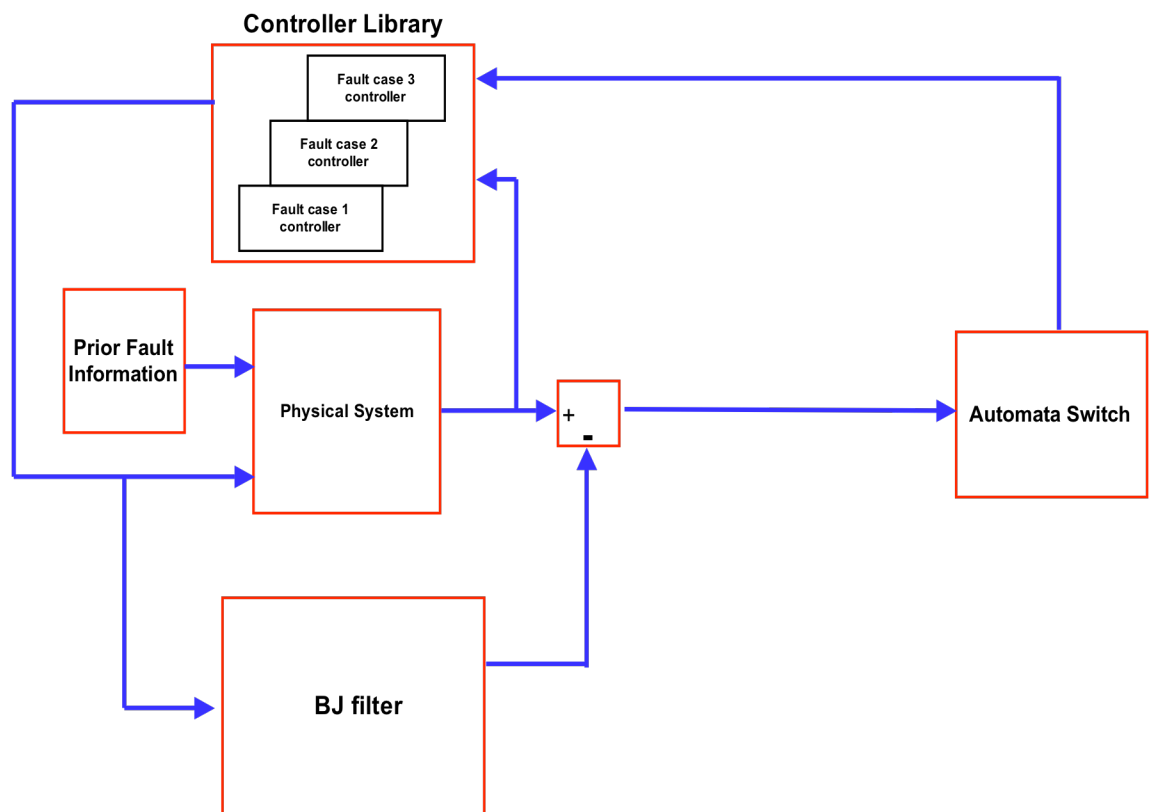 Controller Library
Fault case 3
controller
Fault case 2
controller
Fault case 1
controller
Prior Fault
Information
Physical System
+
-
Automata Switch
BJ filter